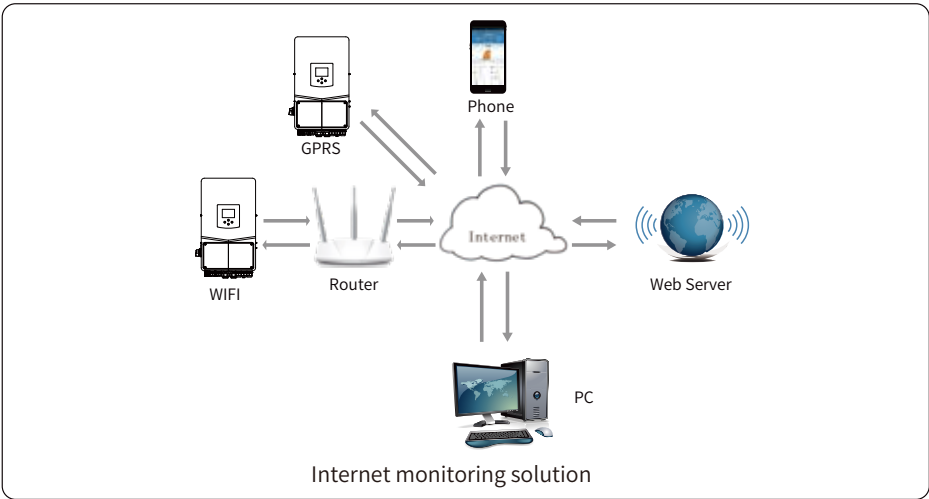 Phone
GPRS
Internet
WIFI
Router
Web Server
PC
Internet monitoring solution